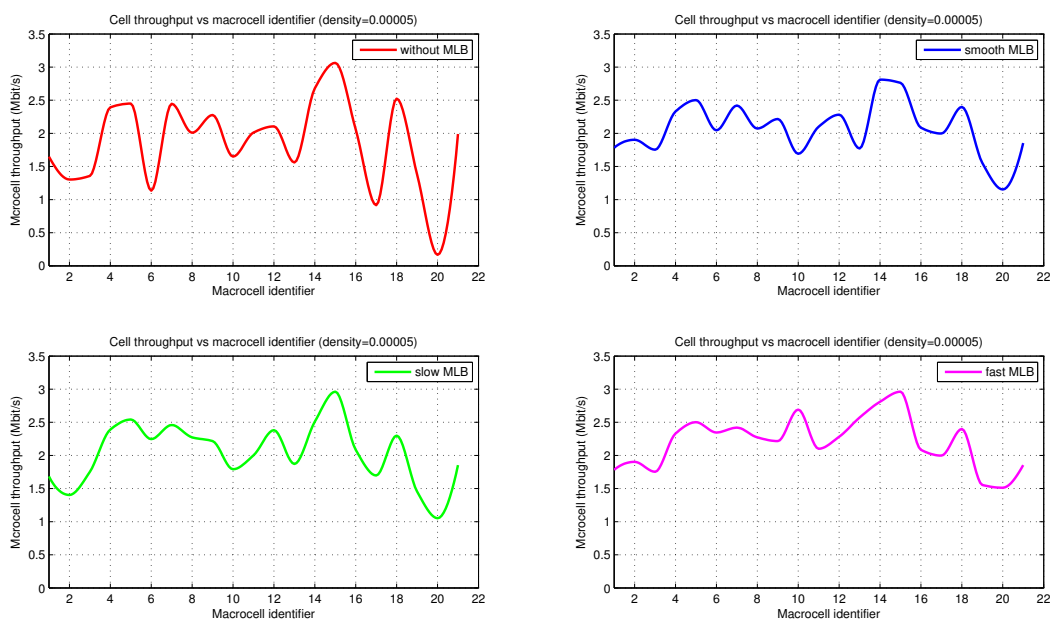 Cell throughput vs macrocell identifier (density=0.00005)
Mcrocell throughput (Mbit/s)
3.5
3
2.5
2
1.5
1
0.5
0
without MLB
2 4 6 8 10 12 14 16 18 20 22
Macrocell identifier
Cell throughput vs macrocell identifier (density=0.00005)
Mcrocell throughput (Mbit/s)
3.5
3
2.5
2
1.5
1
0.5
0
smooth MLB
2 4 6 8 10 12 14 16 18 20 22
Macrocell identifier
Cell throughput vs macrocell identifier (density=0.00005)
Mcrocell throughput (Mbit/s)
3.5
3
2.5
2
1.5
1
0.5
0
slow MLB
2 4 6 8 10 12 14 16 18 20 22
Macrocell identifier
Cell throughput vs macrocell identifier (density=0.00005)
Mcrocell throughput (Mbit/s)
3.5
3
2.5
2
1.5
1
0.5
0
fast MLB
2 4 6 8 10 12 14 16 18 20 22
Macrocell identifier